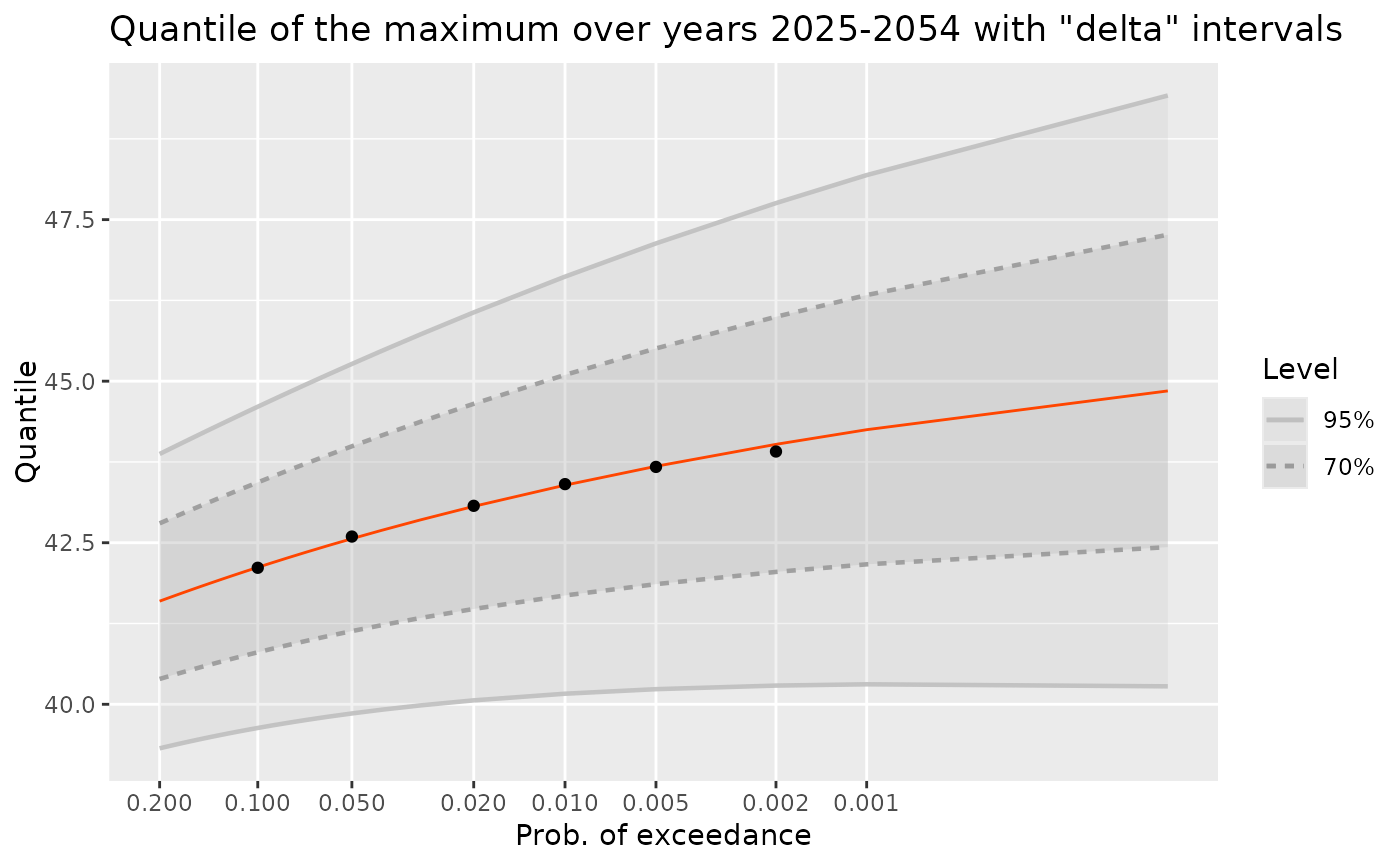 Quantile of the maximum over years 2025-2054 with "delta" intervals
Quantile
47.5
45.0
42.5
40.0
0.200 0.100 0.050 0.020 0.010 0.005 0.002 0.001
Prob. of exceedance
Level
95%
70%